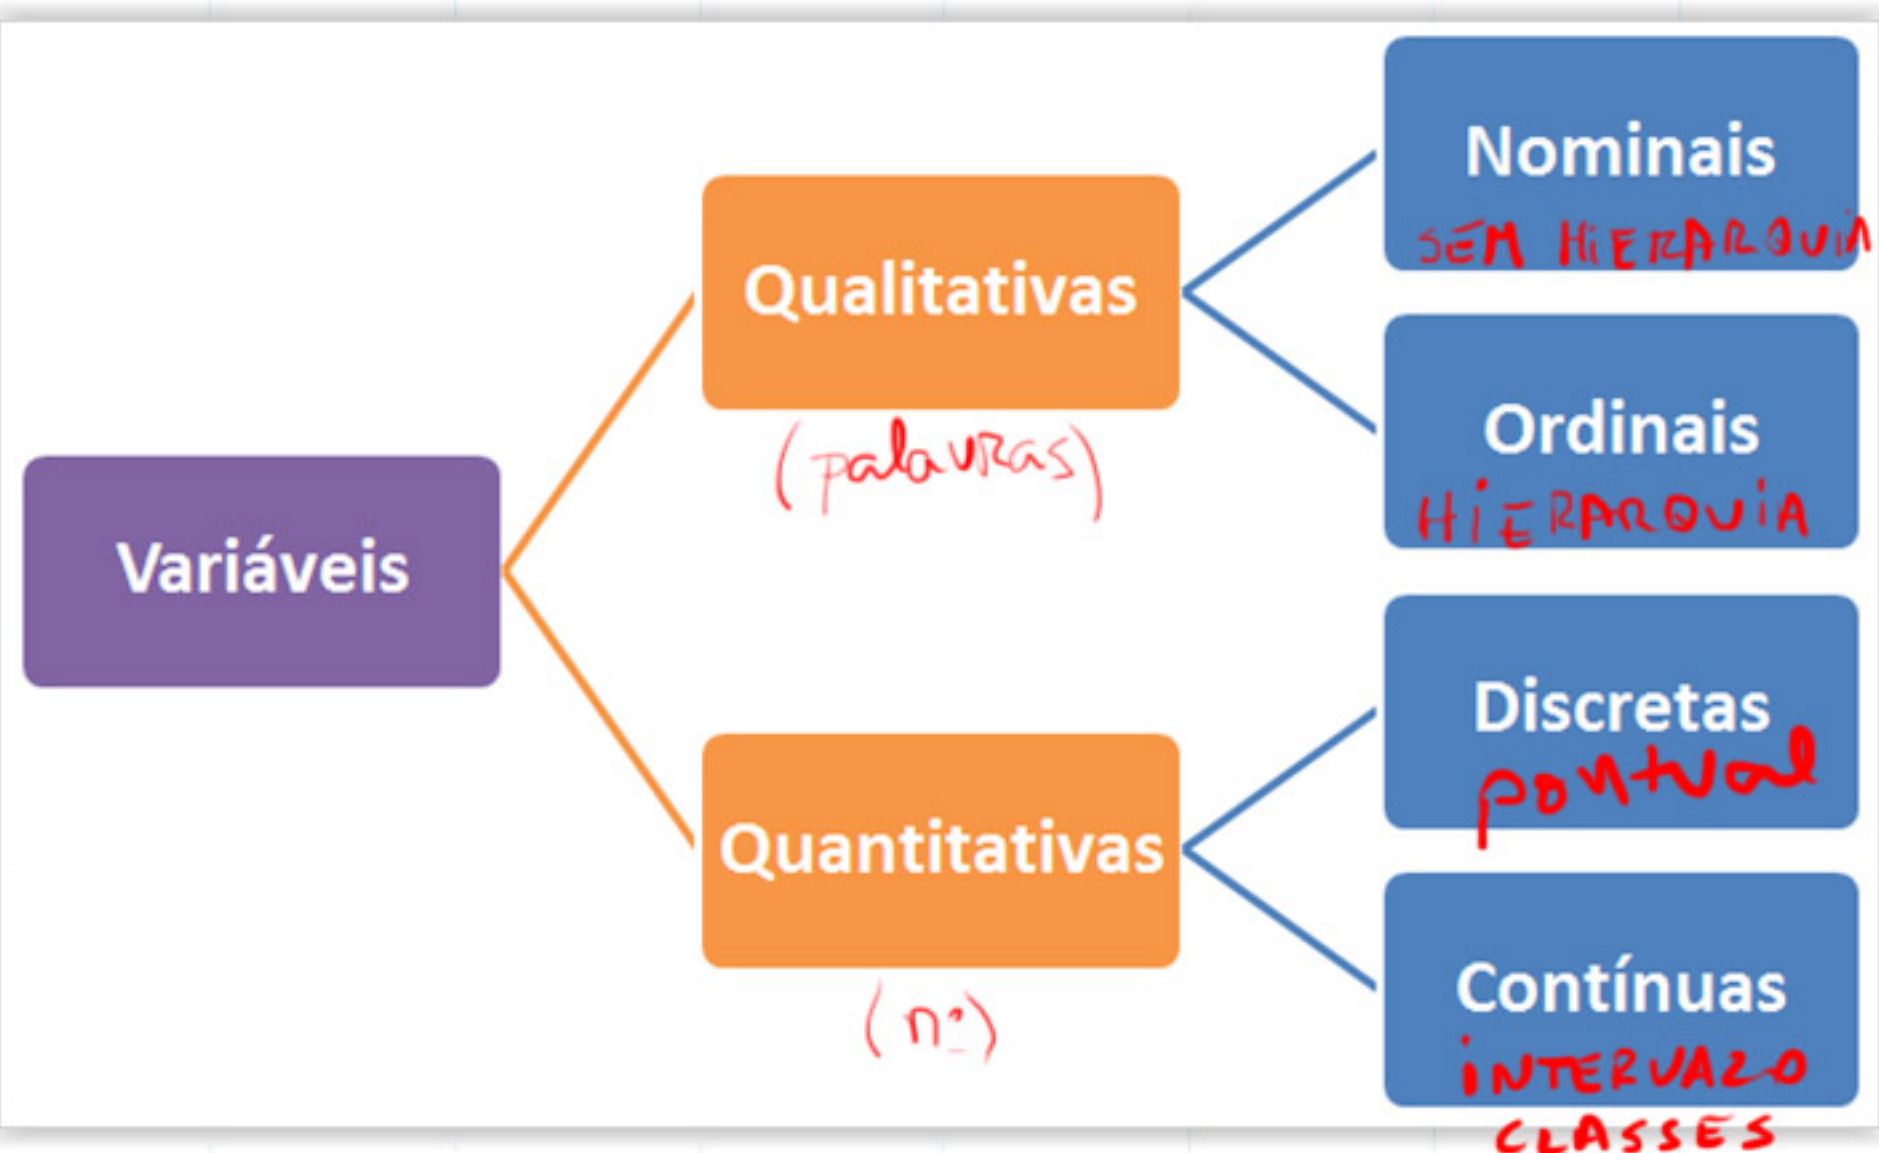 Variáveis
Qualitativas
(palavras)
Nominais
SEM HiERARQUiA
Ordinais
HiERARQUiA
Quantitativas
(nº)
Discretas
pontual
Contínuas
iNTERVALO
CLASSES